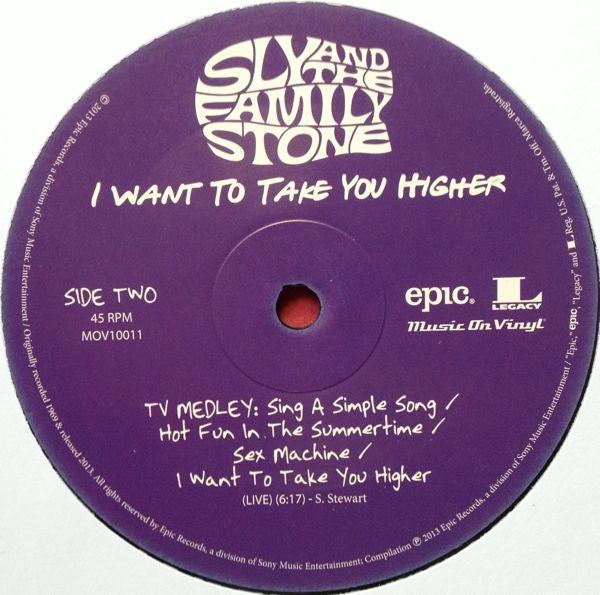 SLY AND
THE
FAMILY
STONE
I WANT TO TAKE YOU HIGHER
SIDE TWO
45 RPM
MOV10011
epic.
L
LEGACY
Music On Vinyl
TV MEDLEY: Sing A Simple Song /
Hot Fun In The Summertime /
Sex Machine /
I Want To Take You Higher
(LIVE) (6:17) - S. Stewart
© 2013 Epic Records, a division of Sony Music Entertainment / Originally recorded 1969 & released 2013. All rights reserved by Epic Records, a division of Sony Music Entertainment; Compilation ℗ 2013 Epic Records, a division of Sony Music Entertainment / "Epic," epic, "Legacy" and L Reg. U.S. Pat. & Tm. Off. Marca Registrada.